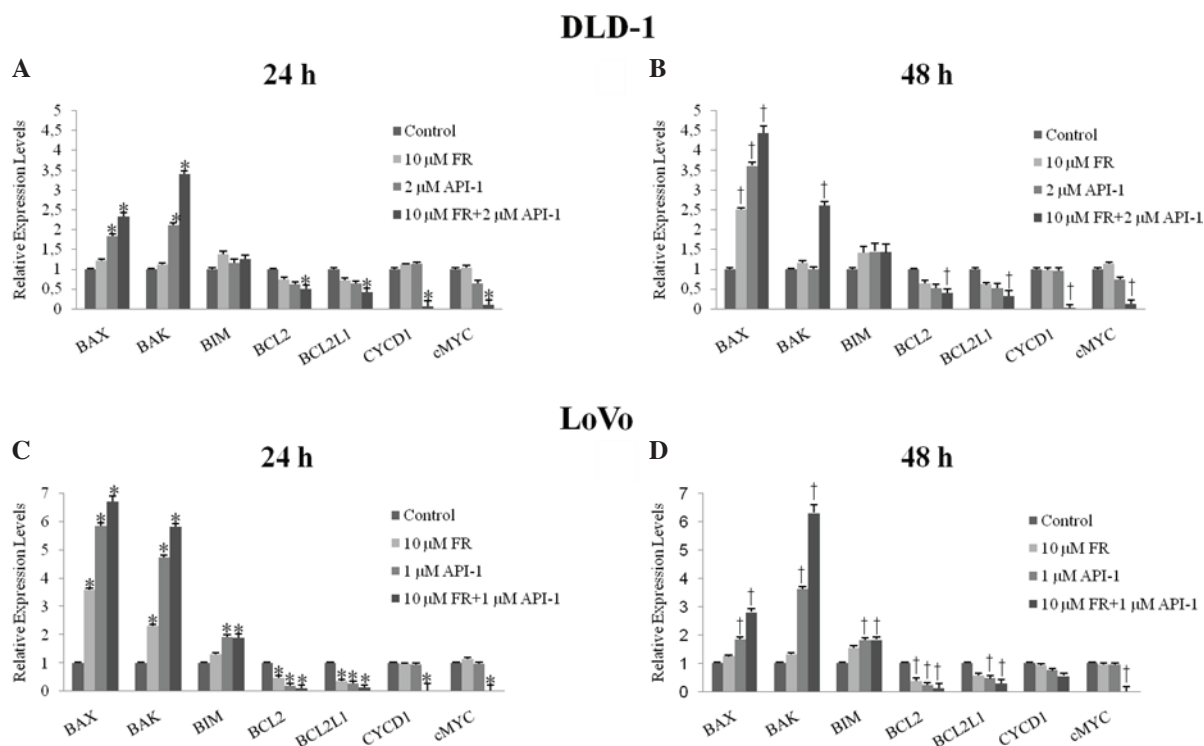 DLD-1
A
24 h
Relative Expression Levels
5
4,5
4
3,5
3
2,5
2
1,5
1
0,5
0
Control
10 µM FR
2 µM API-1
10 µM FR+2 µM API-1
* * * * * * * *
BAX BAK BIM BCL2 BCL2L1 CYCD1 cMYC
B
48 h
Relative Expression Levels
5
4,5
4
3,5
3
2,5
2
1,5
1
0,5
0
Control
10 µM FR
2 µM API-1
10 µM FR+2 µM API-1
† † † † † † † †
BAX BAK BIM BCL2 BCL2L1 CYCD1 cMYC
LoVo
C
24 h
Relative Expression Levels
7
6
5
4
3
2
1
0
Control
10 µM FR
1 µM API-1
10 µM FR+1 µM API-1
* * * * * * * * * * * * * * * *
BAX BAK BIM BCL2 BCL2L1 CYCD1 cMYC
D
48 h
Relative Expression Levels
7
6
5
4
3
2
1
0
Control
10 µM FR
1 µM API-1
10 µM FR+1 µM API-1
† † † † † † † † † † † †
BAX BAK BIM BCL2 BCL2L1 CYCD1 cMYC